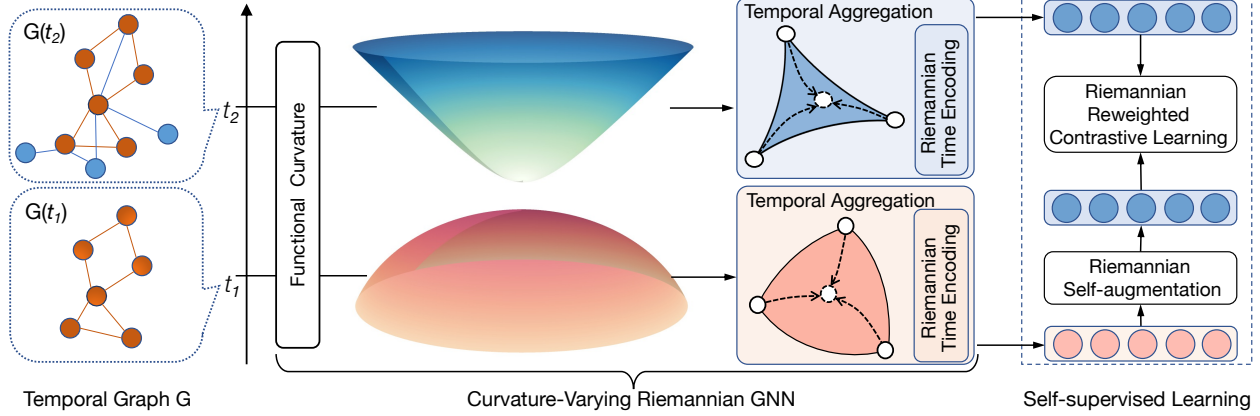 G(t2)
G(t1)
t2
t1
Functional Curvature
Temporal Aggregation
Riemannian
Time Encoding
Temporal Aggregation
Riemannian
Time Encoding
Riemannian
Reweighted
Contrastive Learning
Riemannian
Self-augmentation
Temporal Graph G
Curvature-Varying Riemannian GNN
Self-supervised Learning